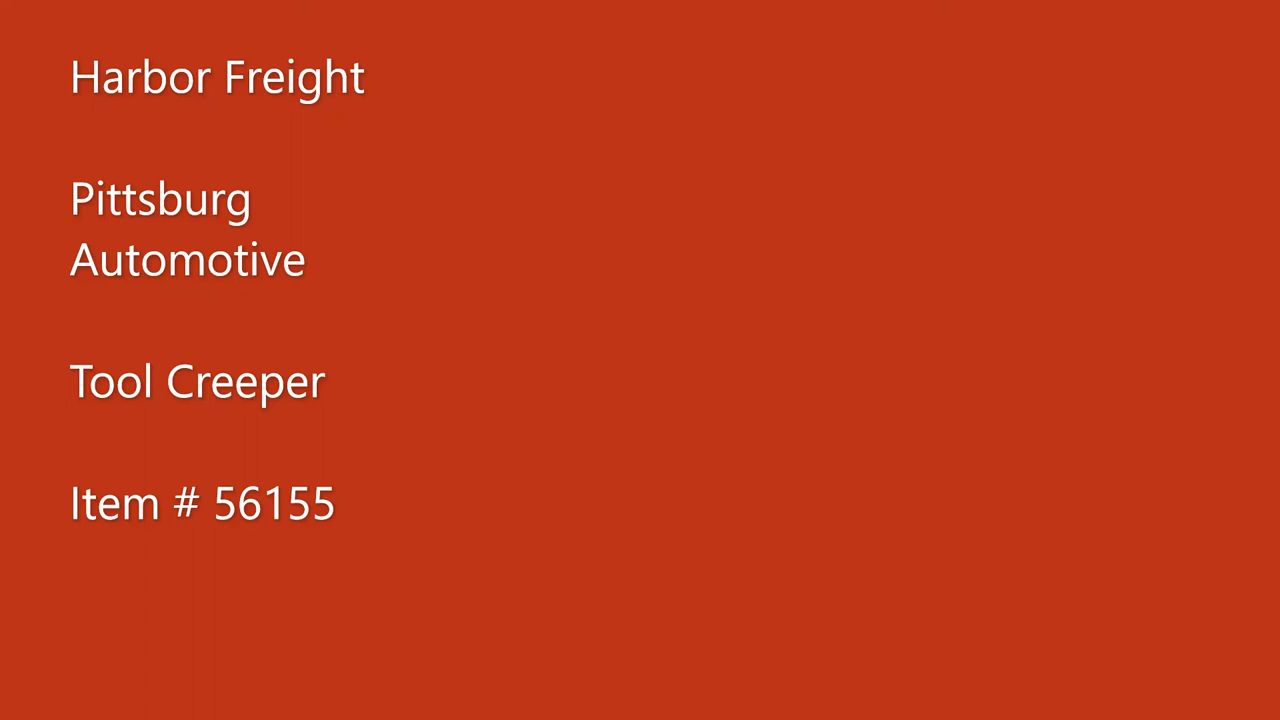 Harbor Freight
Pittsburg
Automotive
Tool Creeper
Item # 56155